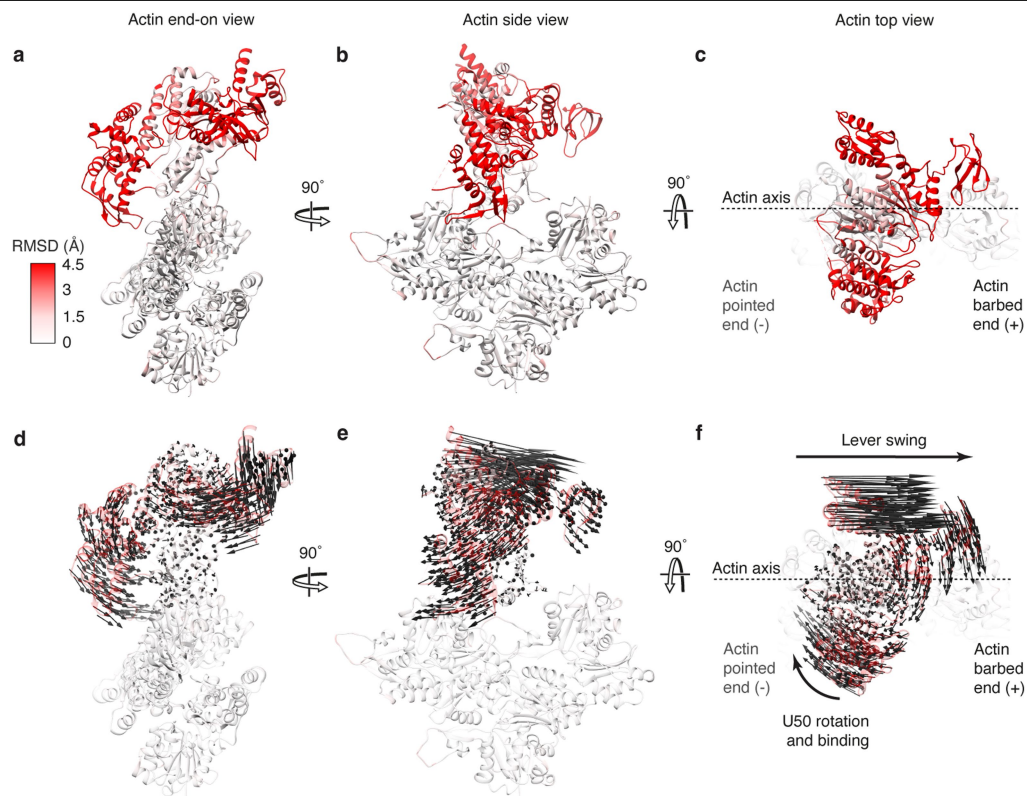 Actin end-on view
Actin side view
Actin top view
a
b
c
90°
90°
Actin axis
RMSD (Å)
4.5
3
1.5
0
Actin
pointed
end (-)
Actin
barbed
end (+)
d
e
f
Lever swing
90°
90°
Actin axis
Actin
pointed
end (-)
Actin
barbed
end (+)
U50 rotation
and binding